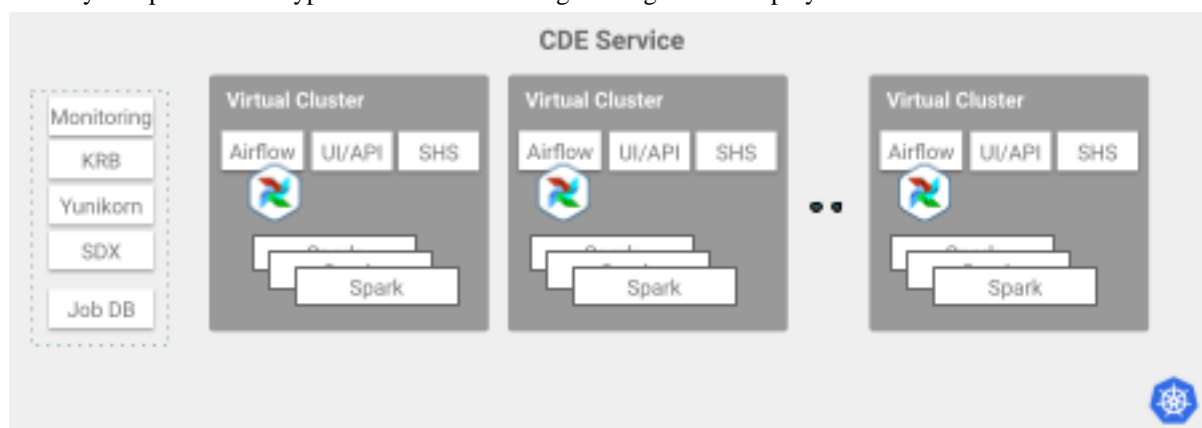 CDE Service
Monitoring
KRB
Yunikorn
SDX
Job DB
Virtual Cluster
Airflow UI/API SHS
Spark
Virtual Cluster
Airflow UI/API SHS
Spark
Virtual Cluster
Airflow UI/API SHS
Spark